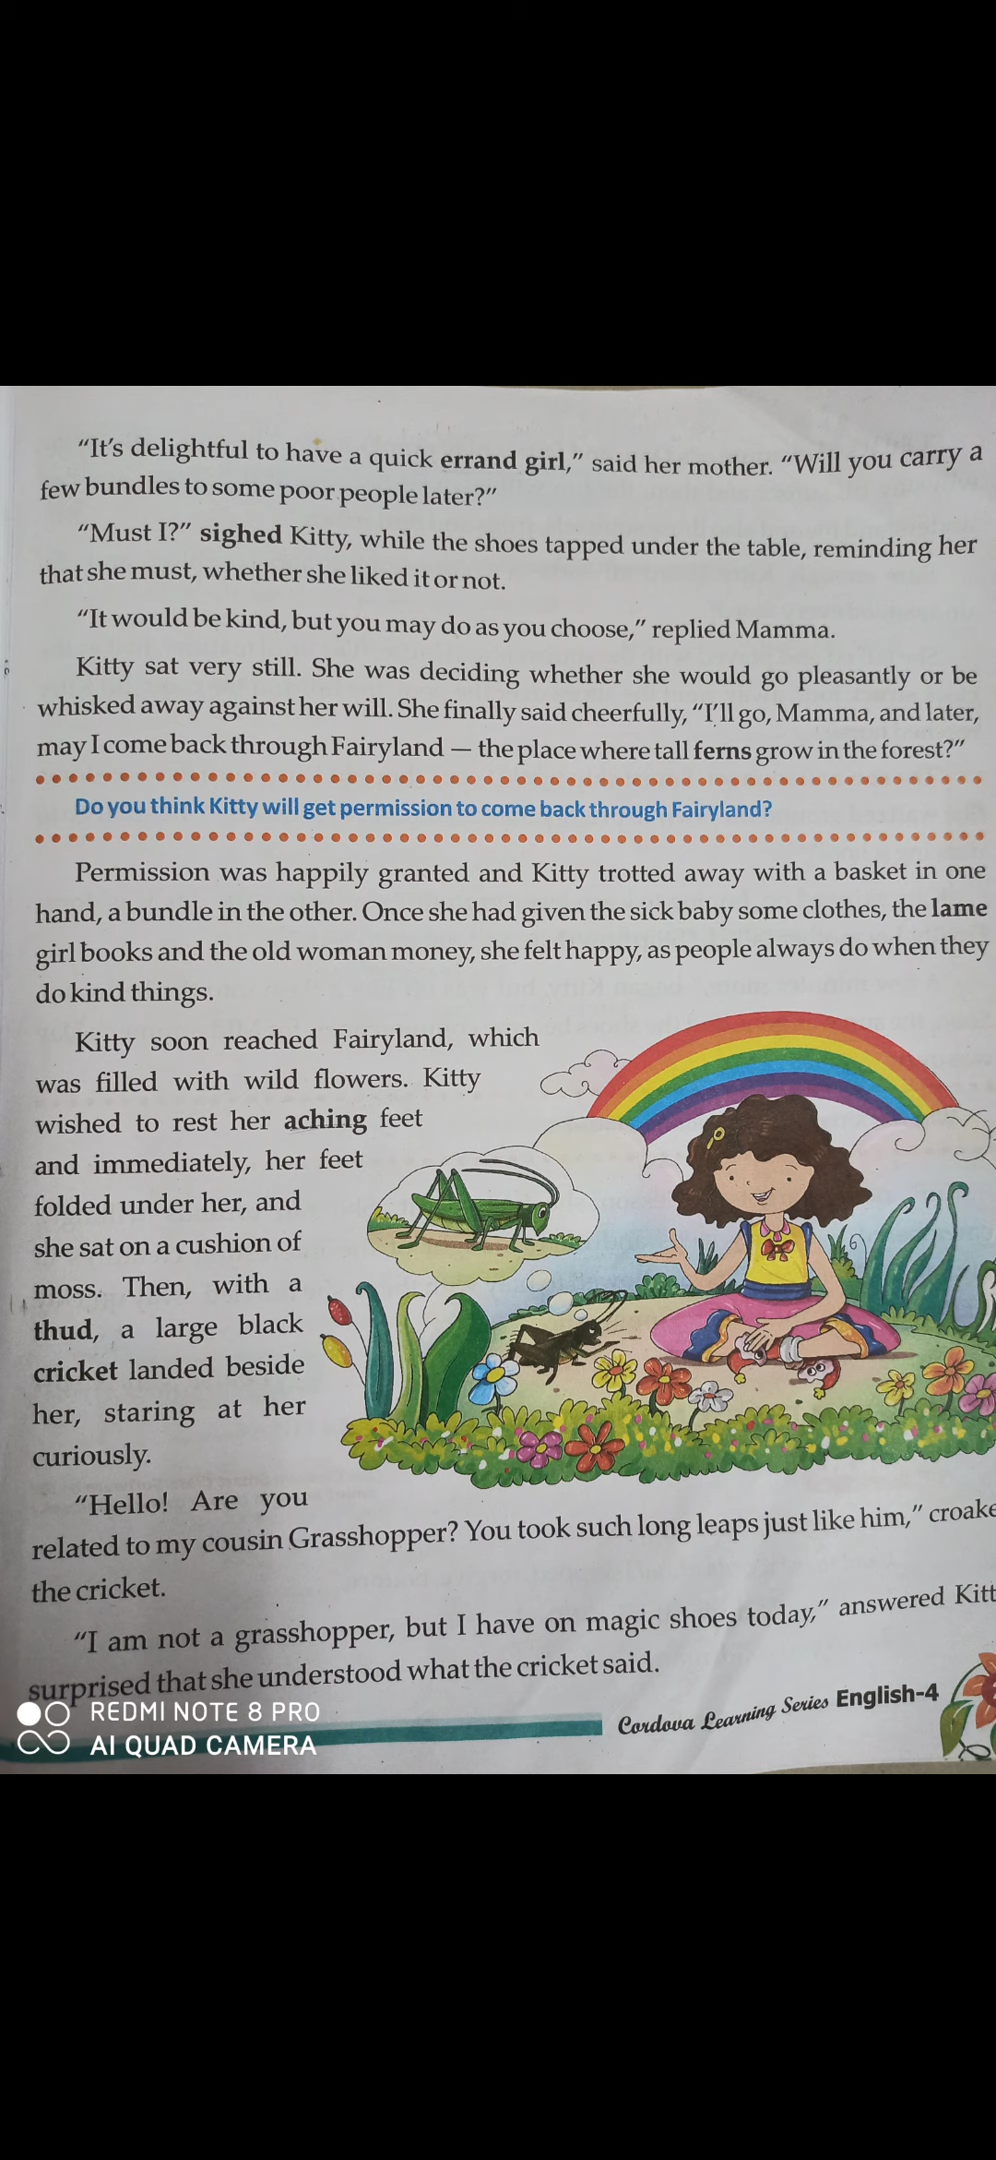 “It’s delightful to have a quick errand girl,” said her mother. “Will you carry a
few bundles to some poor people later?”
“Must I?” sighed Kitty, while the shoes tapped under the table, reminding her
that she must, whether she liked it or not.
“It would be kind, but you may do as you choose,” replied Mamma.
Kitty sat very still. She was deciding whether she would go pleasantly or be
whisked away against her will. She finally said cheerfully, “I’ll go, Mamma, and later,
may I come back through Fairyland — the place where tall ferns grow in the forest?”
Do you think Kitty will get permission to come back through Fairyland?
Permission was happily granted and Kitty trotted away with a basket in one
hand, a bundle in the other. Once she had given the sick baby some clothes, the lame
girl books and the old woman money, she felt happy, as people always do when they
do kind things.
Kitty soon reached Fairyland, which
was filled with wild flowers. Kitty
wished to rest her aching feet
and immediately, her feet
folded under her, and
she sat on a cushion of
moss. Then, with a
thud, a large black
cricket landed beside
her, staring at her
curiously.
“Hello! Are you
related to my cousin Grasshopper? You took such long leaps just like him,” croake
the cricket.
“I am not a grasshopper, but I have on magic shoes today,” answered Kitt
surprised that she understood what the cricket said.
Cordova Learning Series English-4
REDMI NOTE 8 PRO
AI QUAD CAMERA